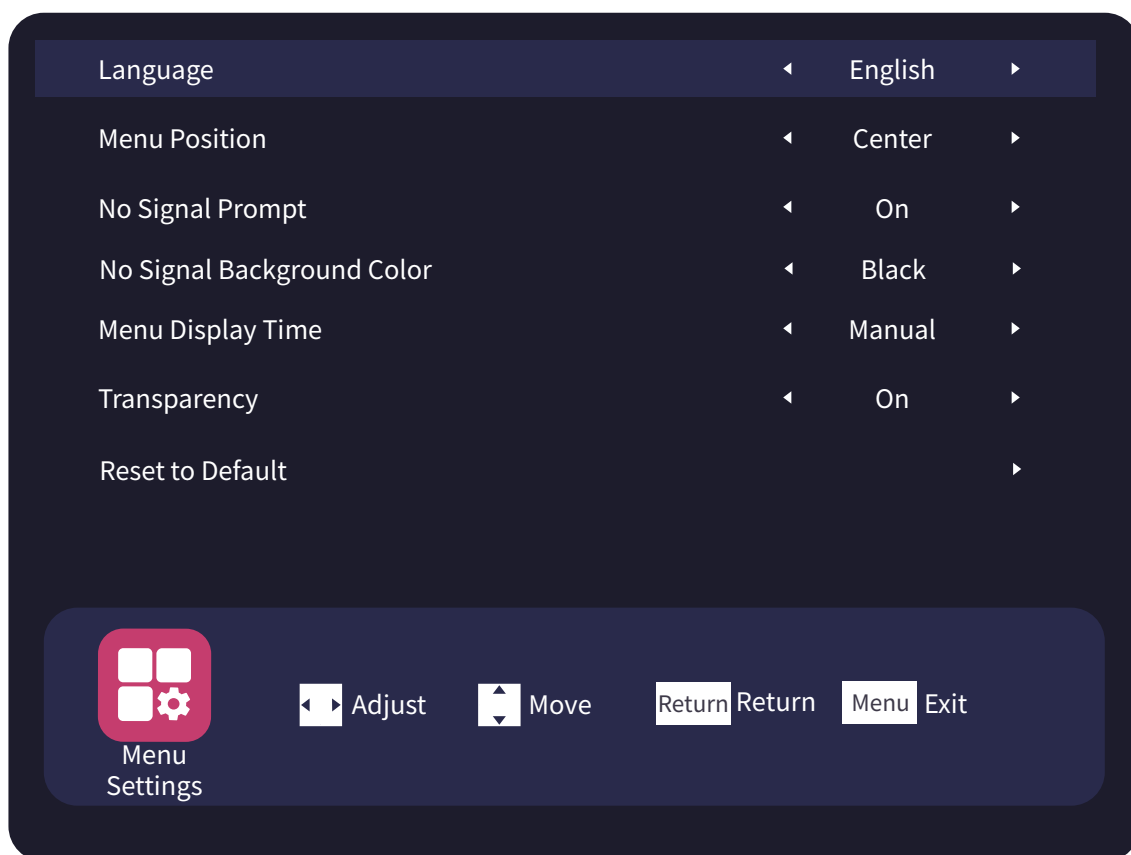 Language English
Menu Position Center
No Signal Prompt On
No Signal Background Color Black
Menu Display Time Manual
Transparency On
Reset to Default
Adjust Move Return Return Menu Exit
Menu
Settings